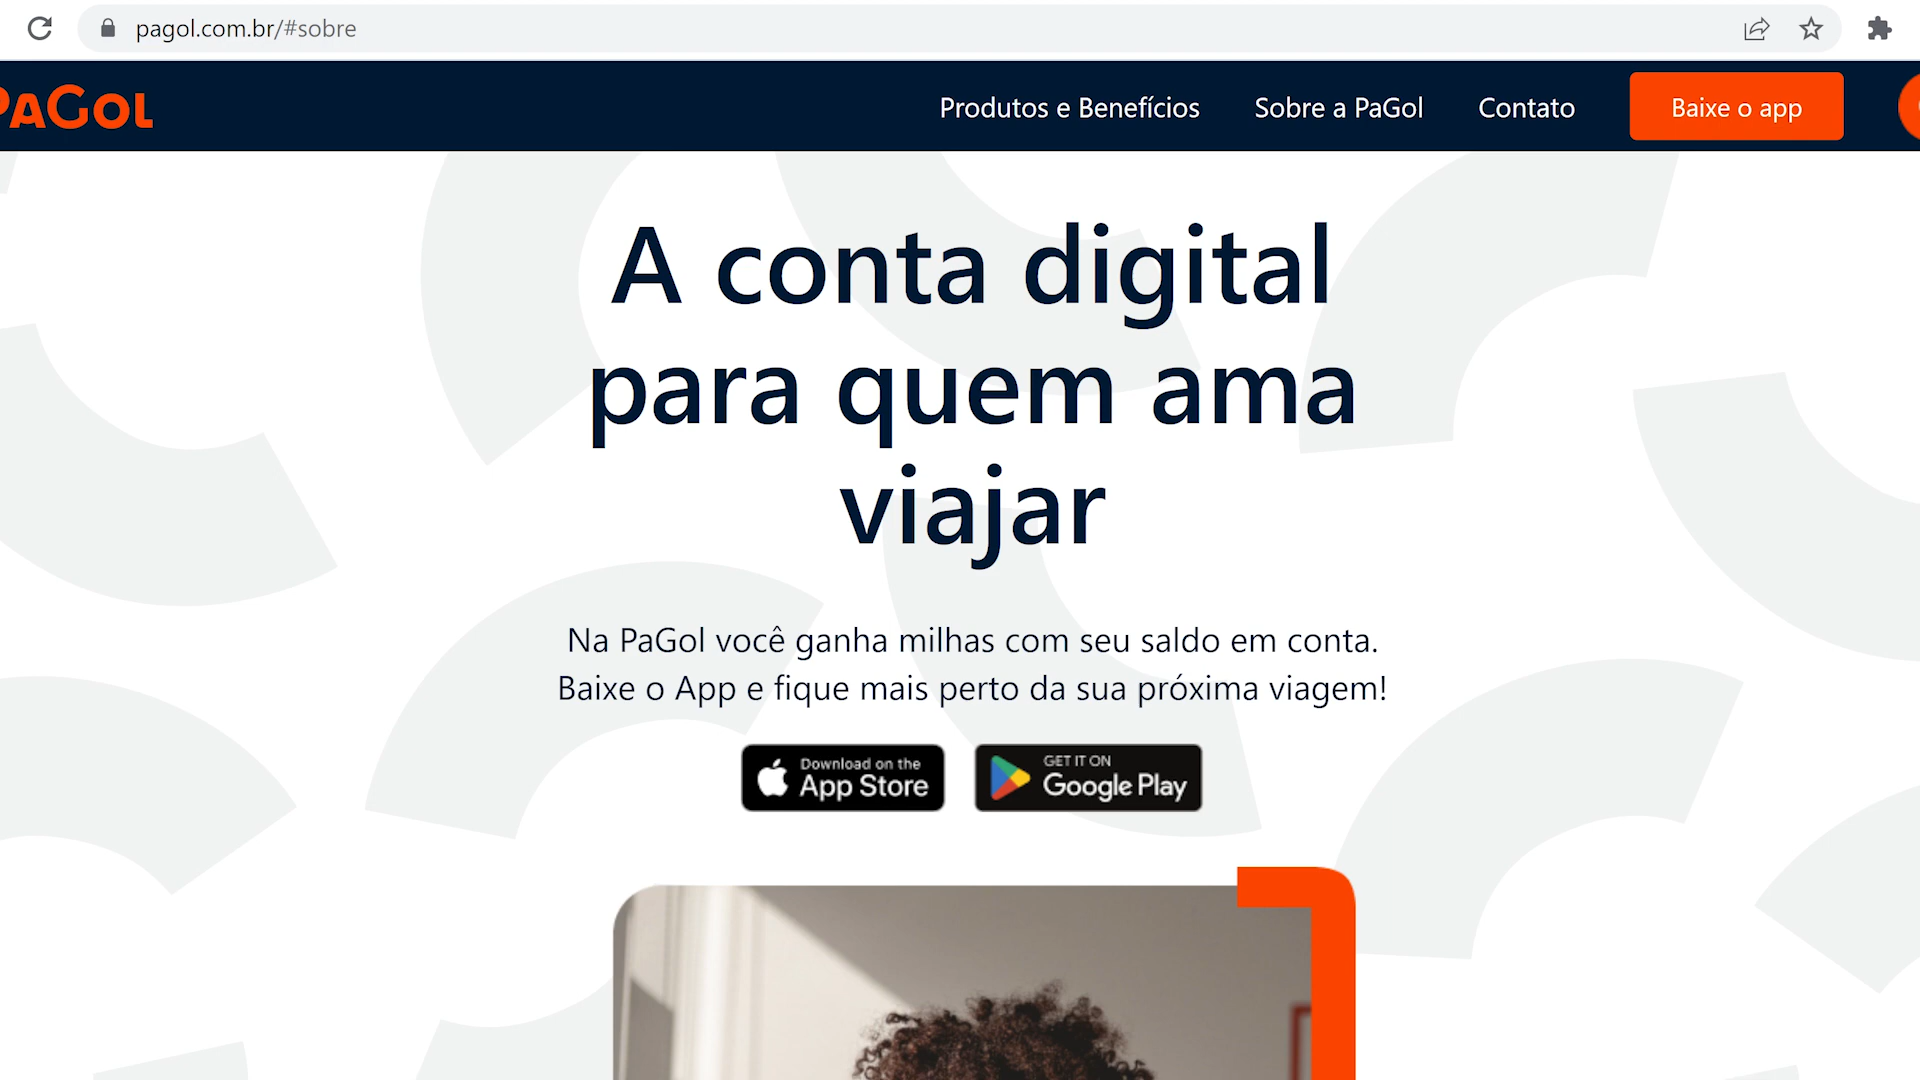 pagol.com.br/#sobre
PAGOL
Produtos e Benefícios
Sobre a PaGol
Contato
Baixe o app
A conta digital
para quem ama
viajar
Na PaGol você ganha milhas com seu saldo em conta.
Baixe o App e fique mais perto da sua próxima viagem!
Download on the
App Store
GET IT ON
Google Play